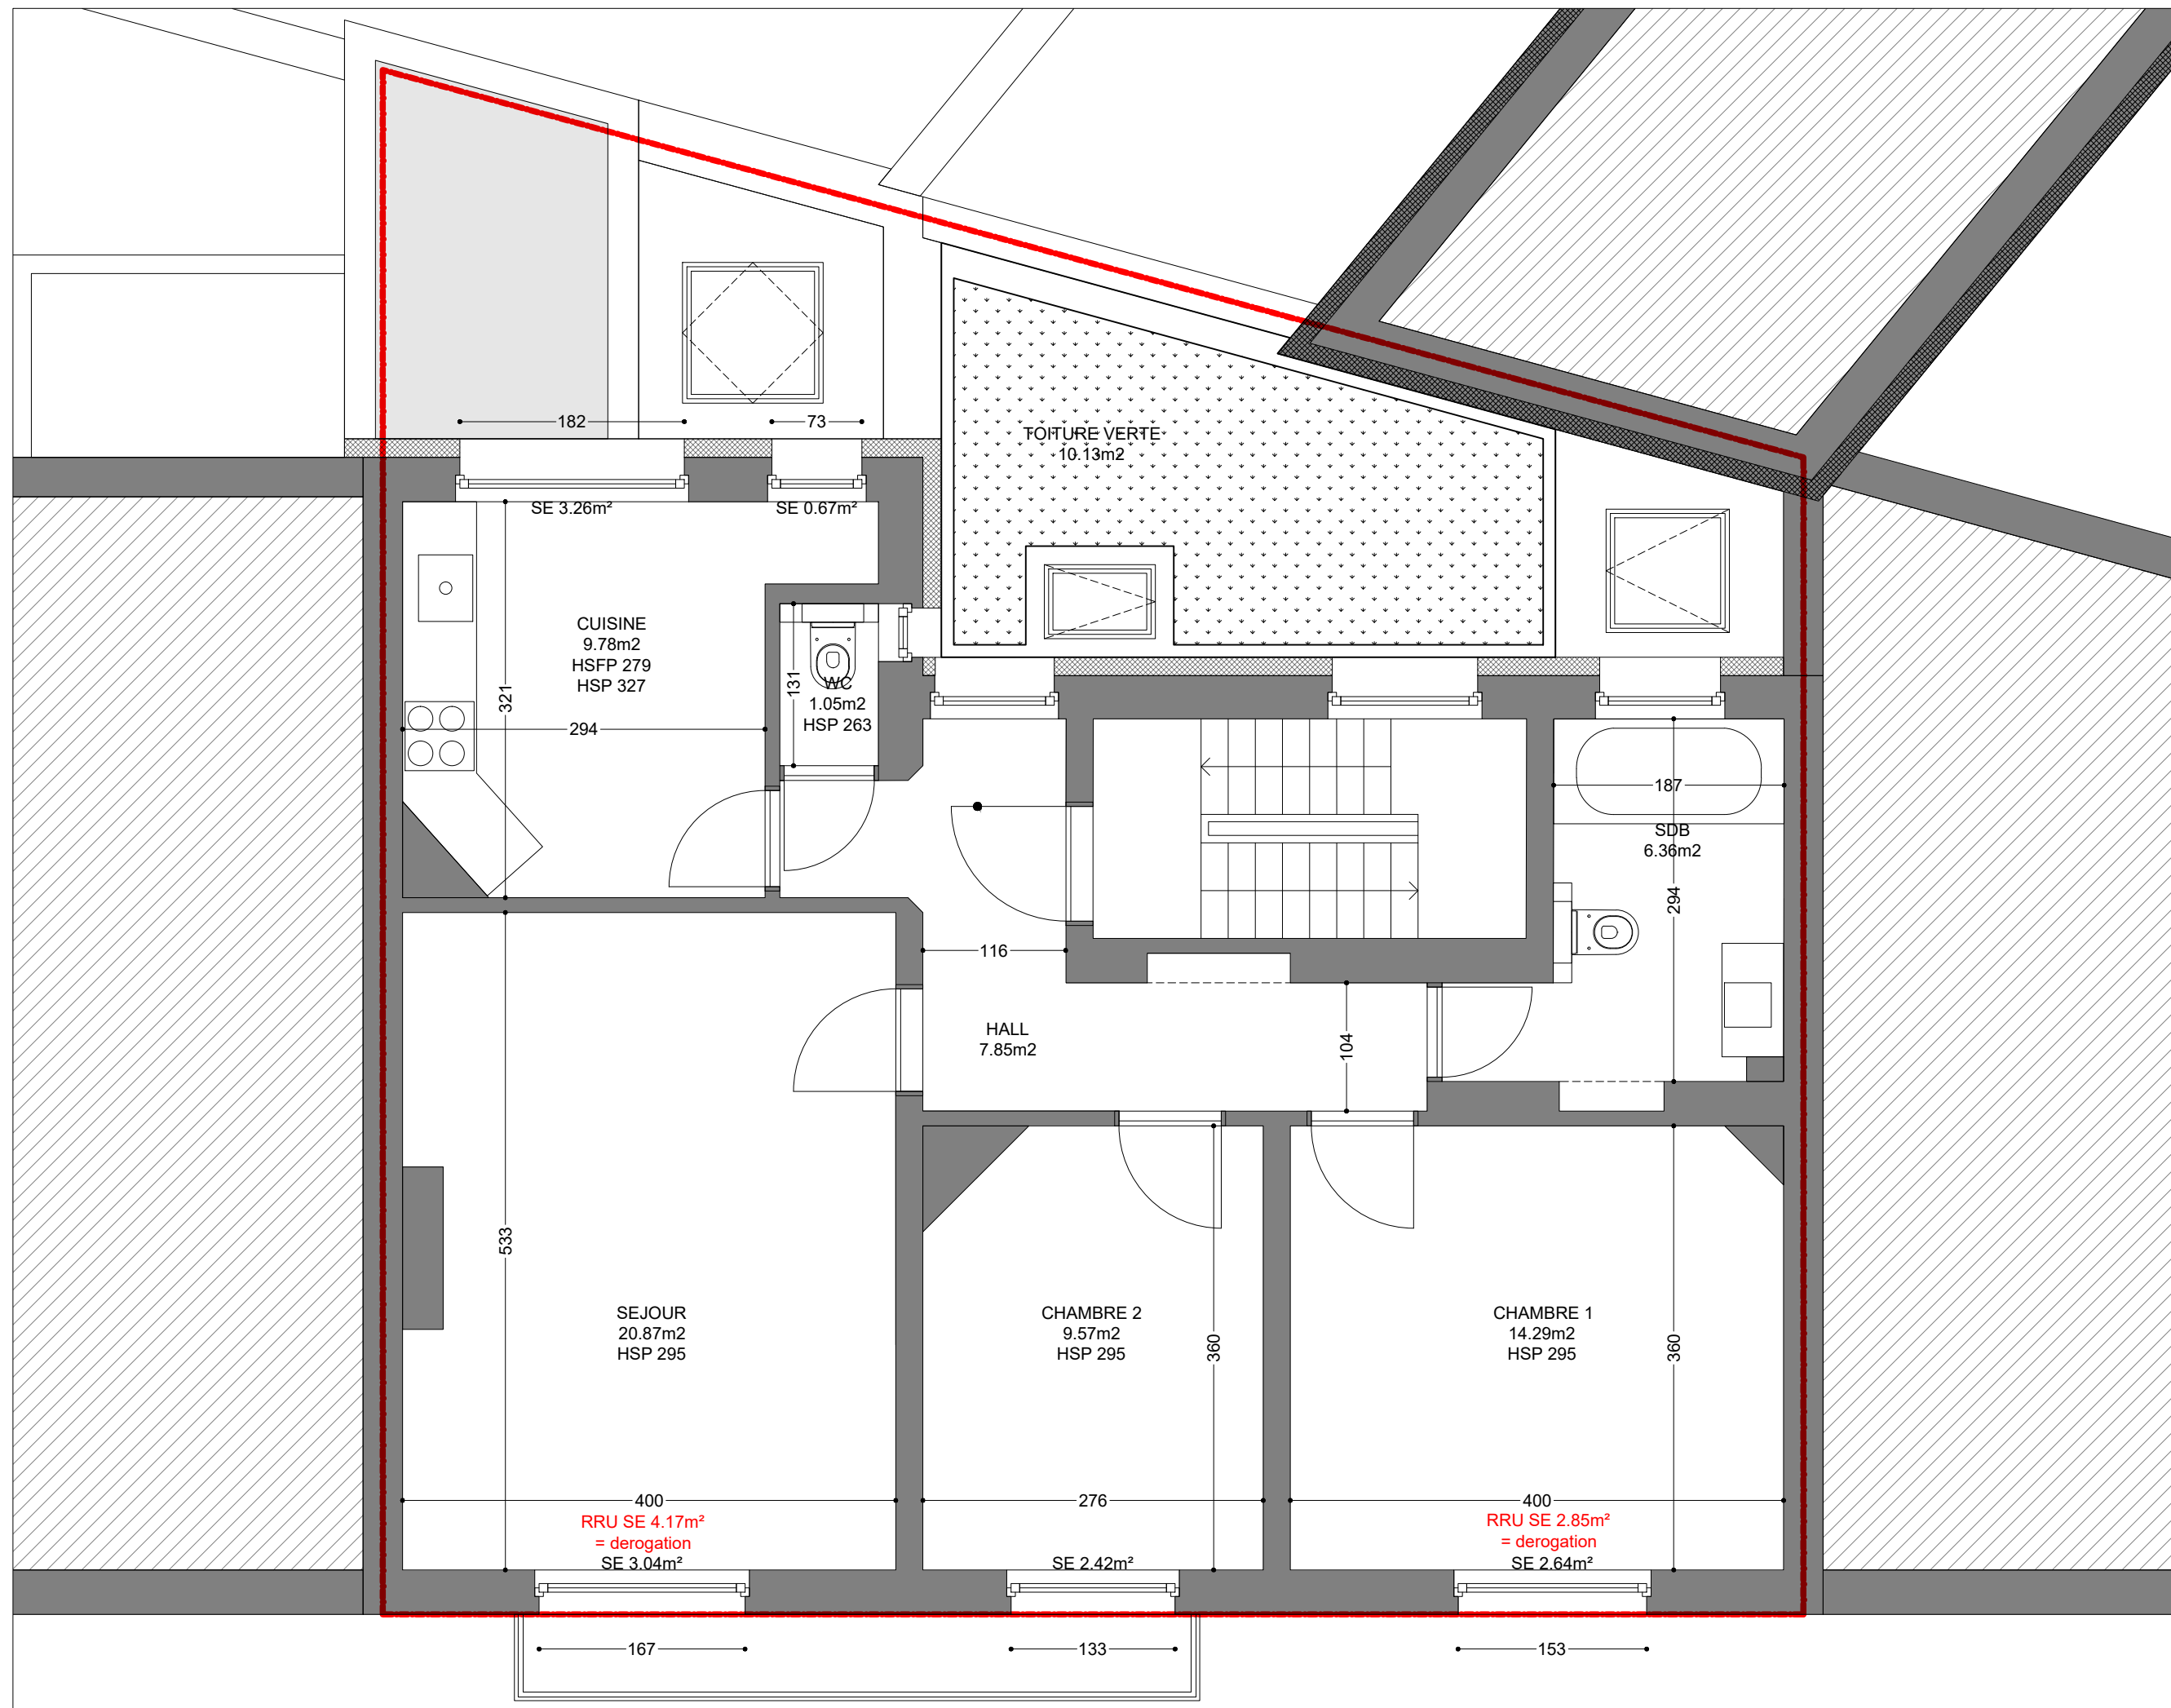 182
73
TOITURE VERTE
10.13m2
SE 3.26m²
SE 0.67m²
CUISINE
9.78m2
HSFP 279
HSP 327
321
294
131
WC
1.05m2
HSP 263
187
SDB
6.36m2
294
116
HALL
7.85m2
104
533
SEJOUR
20.87m2
HSP 295
CHAMBRE 2
9.57m2
HSP 295
360
CHAMBRE 1
14.29m2
HSP 295
360
400
RRU SE 4.17m²
= derogation
SE 3.04m²
276
SE 2.42m²
400
RRU SE 2.85m²
= derogation
SE 2.64m²
167
133
153